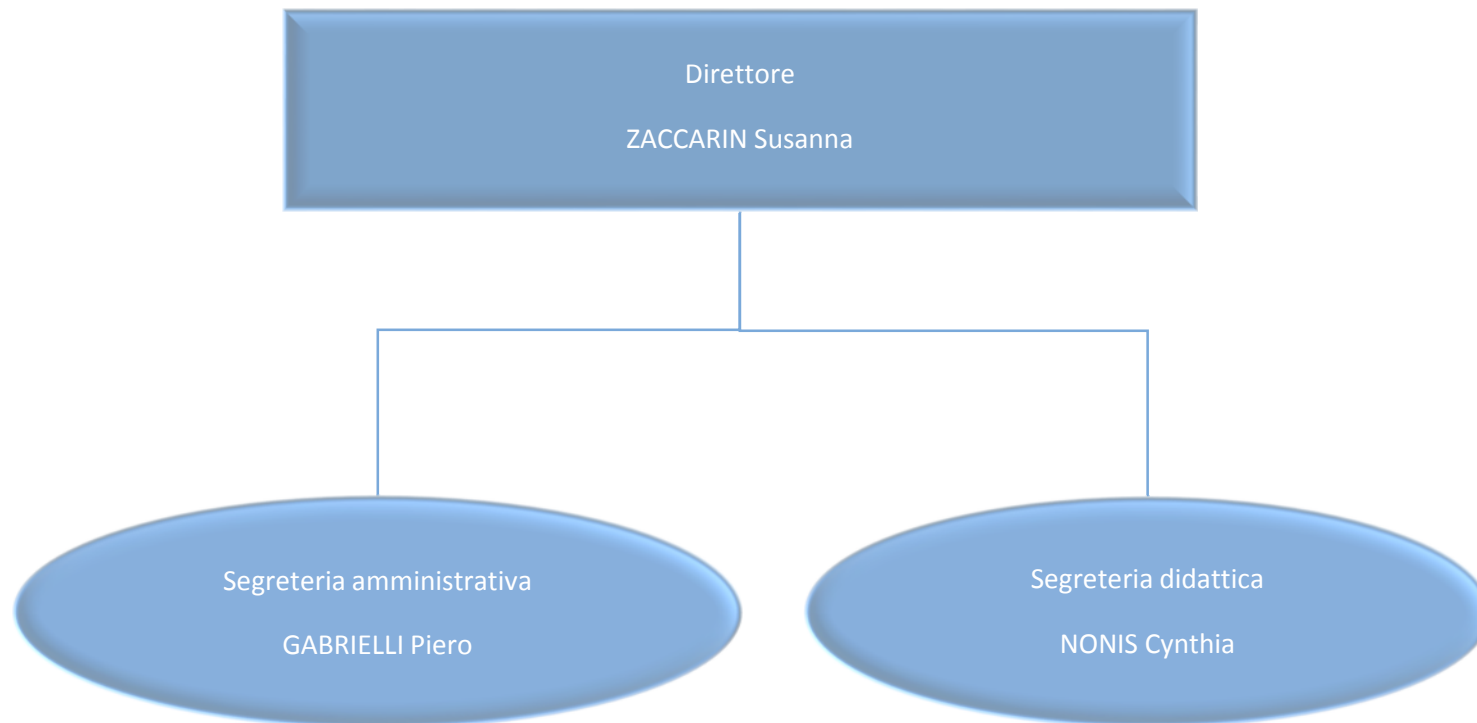 Direttore
ZACCARIN Susanna
Segreteria amministrativa
GABRIELLI Piero
Segreteria didattica
NONIS Cynthia